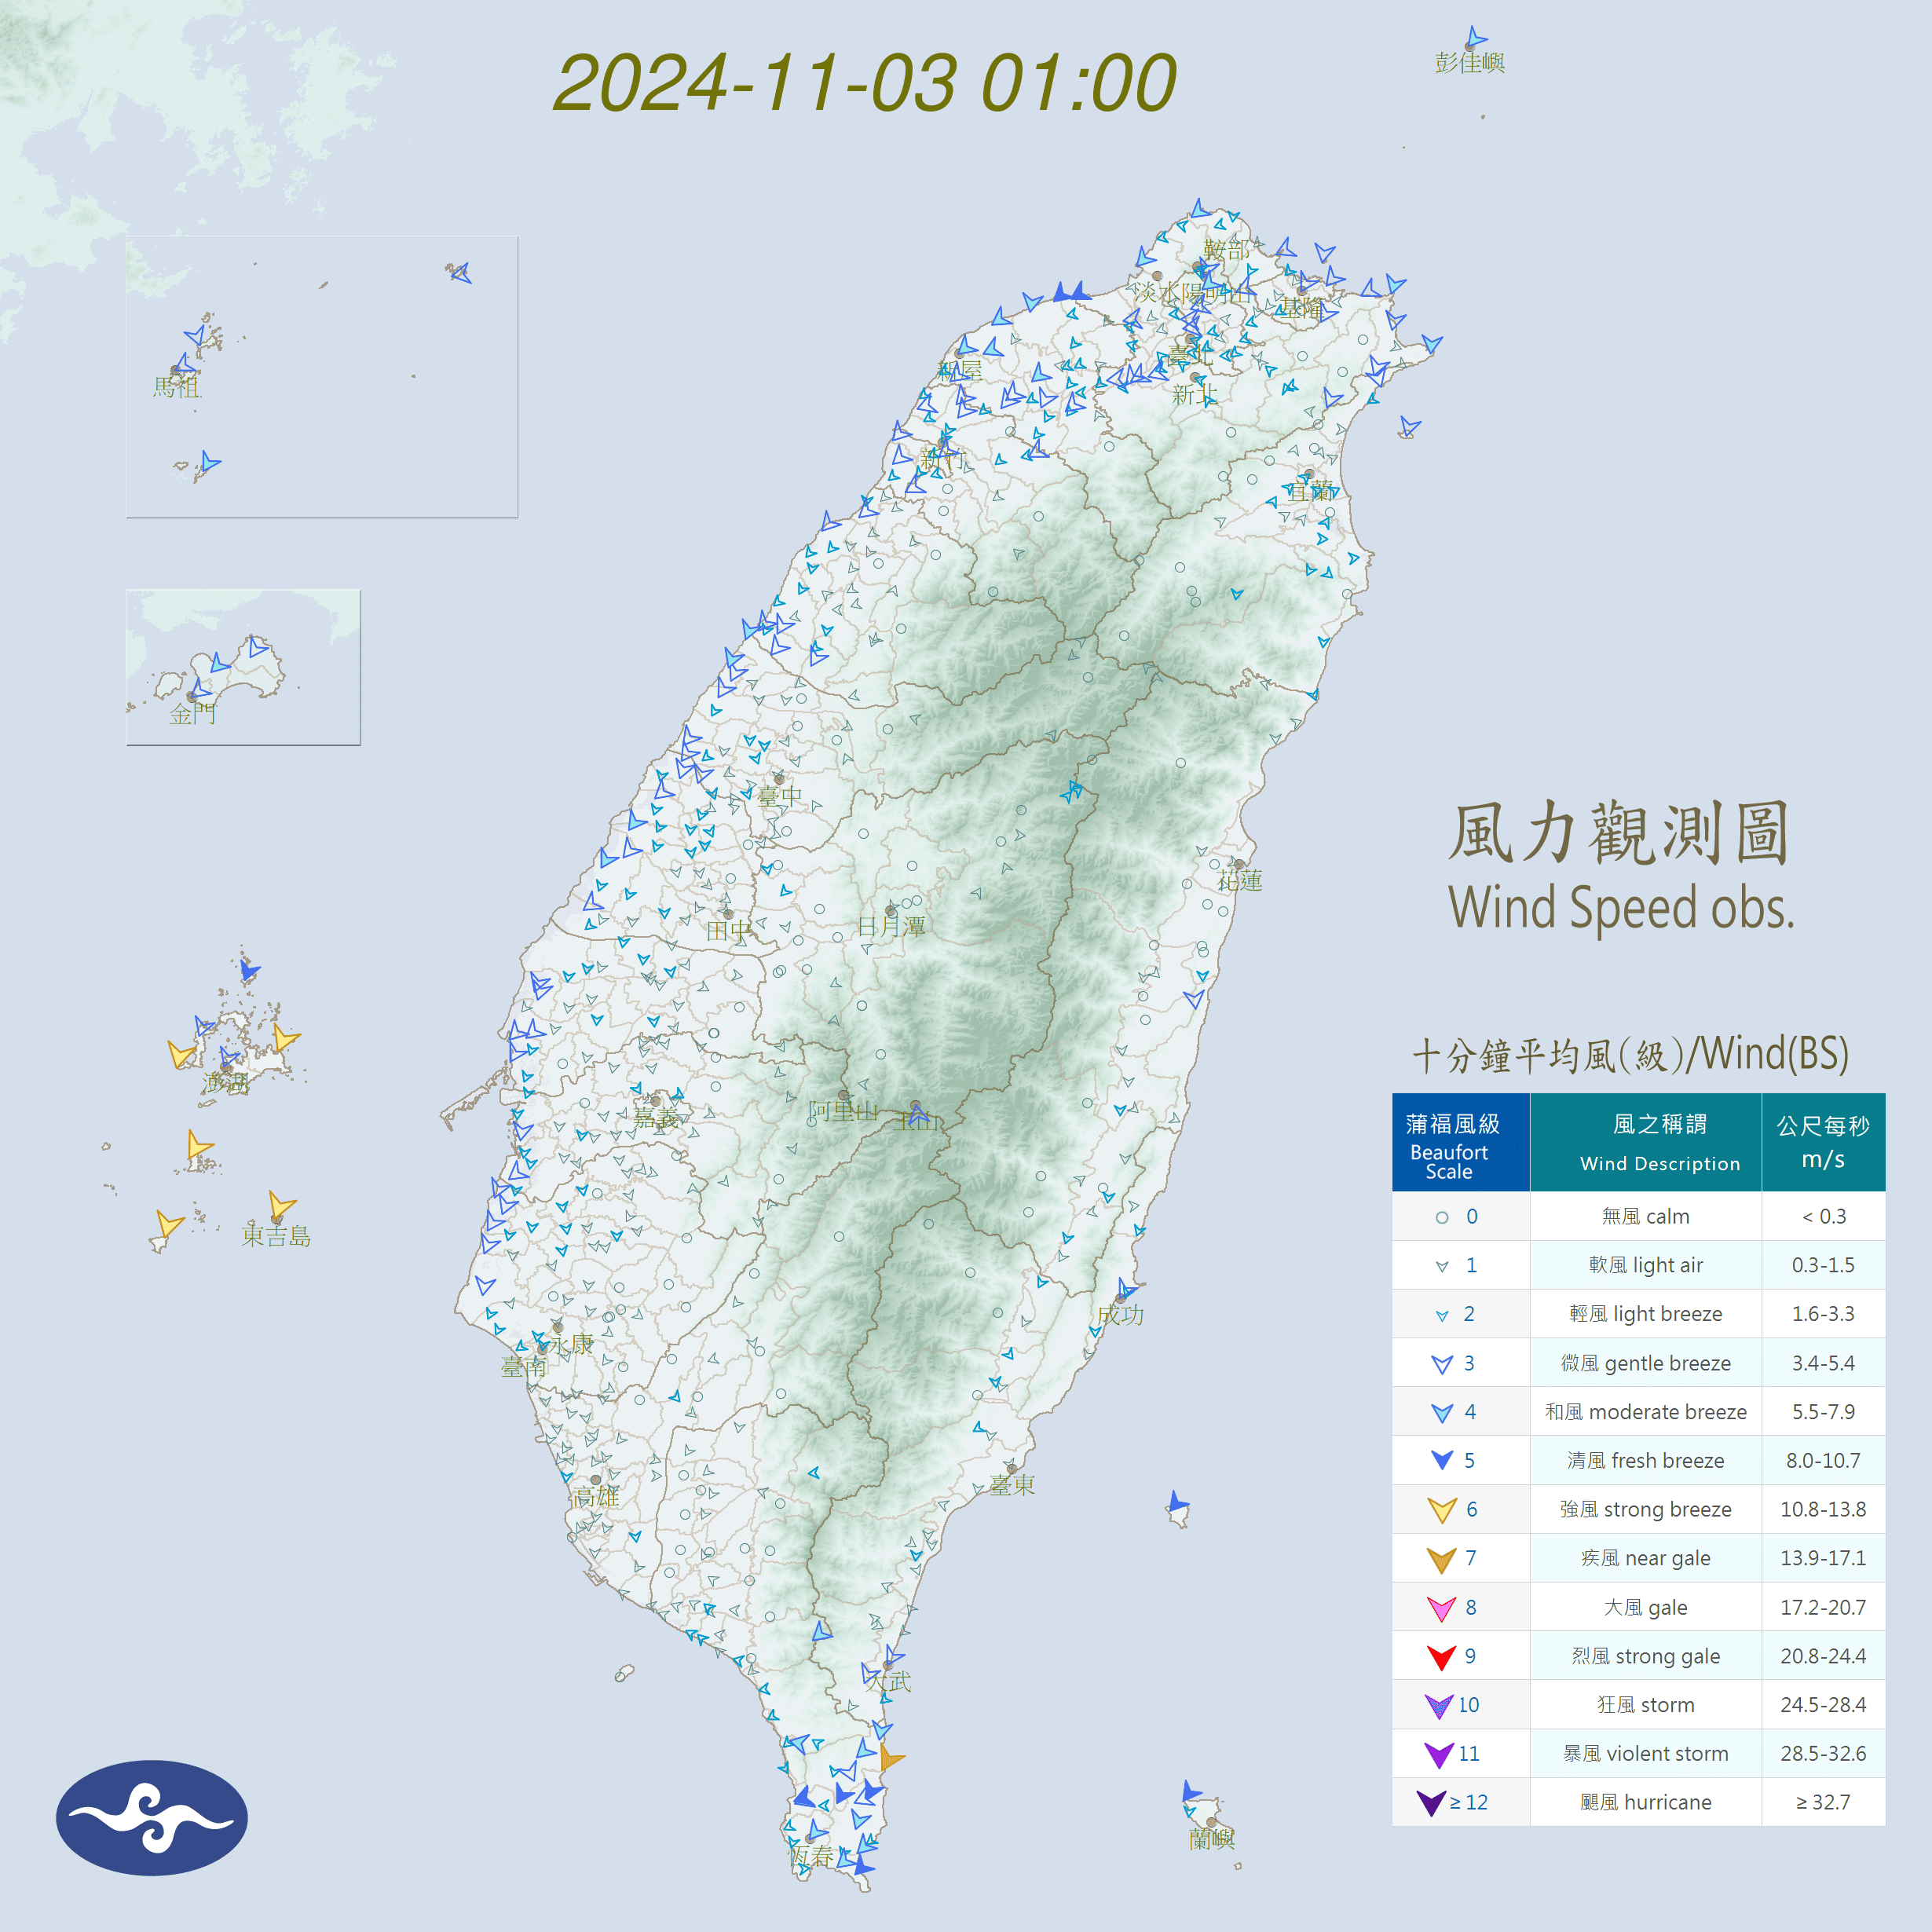 2024-11-03 01:00
彭佳嶼
鞍部
淡水
陽明山
基隆
臺北
新屋
新北
馬祖
新竹
宜蘭
金門
臺中
風力觀測圖
Wind Speed obs.
花蓮
日月潭
田中
澎湖
嘉義
阿里山
玉山
東吉島
成功
永康
臺南
臺東
高雄
大武
恆春
蘭嶼
十分鐘平均風(級)/Wind(BS)
蒲福風級 風之稱謂 公尺每秒
Beaufort Scale Wind Description m/s
0 無風 calm < 0.3
1 軟風 light air 0.3-1.5
2 輕風 light breeze 1.6-3.3
3 微風 gentle breeze 3.4-5.4
4 和風 moderate breeze 5.5-7.9
5 清風 fresh breeze 8.0-10.7
6 強風 strong breeze 10.8-13.8
7 疾風 near gale 13.9-17.1
8 大風 gale 17.2-20.7
9 烈風 strong gale 20.8-24.4
10 狂風 storm 24.5-28.4
11 暴風 violent storm 28.5-32.6
≥ 12 颶風 hurricane ≥ 32.7